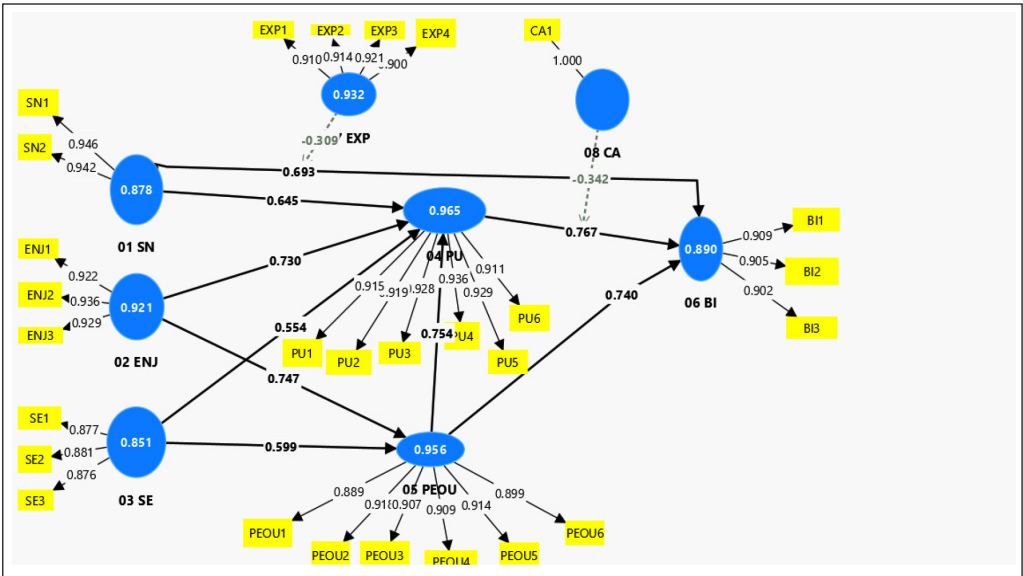 EXP1 EXP2 EXP3 EXP4
0.910 0.914 0.921 0.900
0.932
EXP
-0.309
CA1
1.000
08 CA
-0.342
SN1
SN2
0.946
0.942
0.878
01 SN
0.693
0.645
ENJ1
ENJ2
ENJ3
0.922
0.936
0.929
0.921
02 ENJ
0.730
0.747
SE1
SE2
SE3
0.877
0.881
0.876
0.851
03 SE
0.554
0.599
0.965
04 PU
0.915 0.919 0.928 0.936 0.929 0.911
PU1 PU2 PU3 PU4 PU5 PU6
0.754
0.767
0.740
0.956
05 PEOU
0.889 0.918 0.907 0.909 0.914 0.899
PEOU1 PEOU2 PEOU3 PEOU4 PEOU5 PEOU6
0.890
06 BI
0.909
0.905
0.902
BI1
BI2
BI3